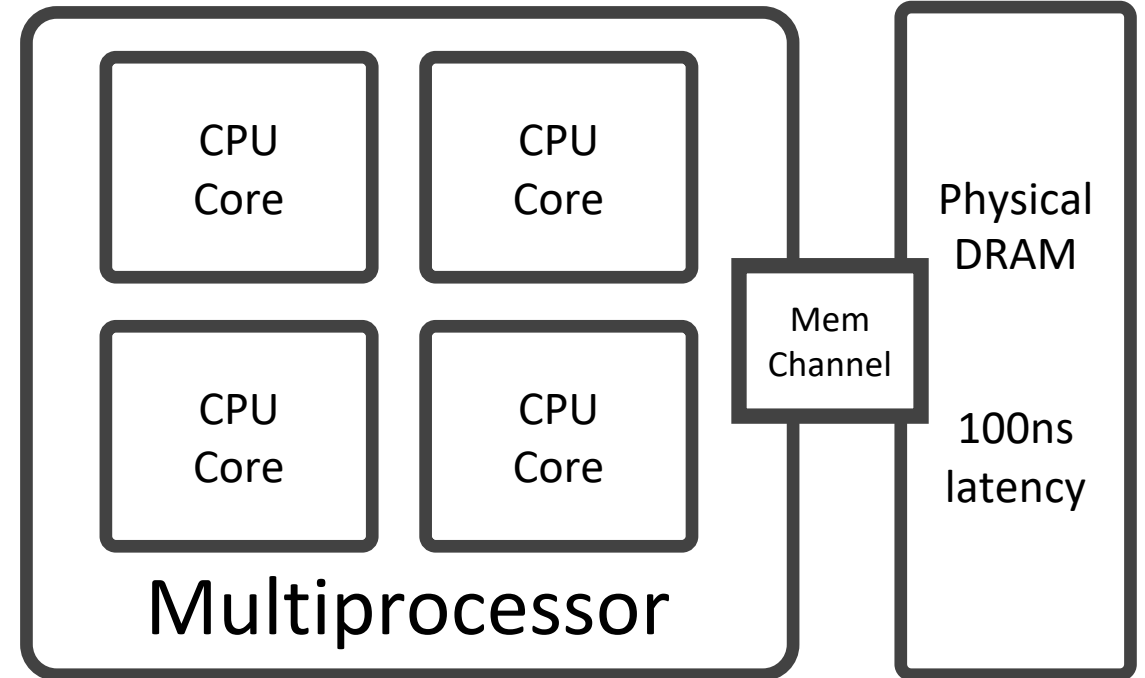 CPU
Core
CPU
Core
CPU
Core
CPU
Core
Multiprocessor
Mem
Channel
Physical
DRAM
100ns
latency